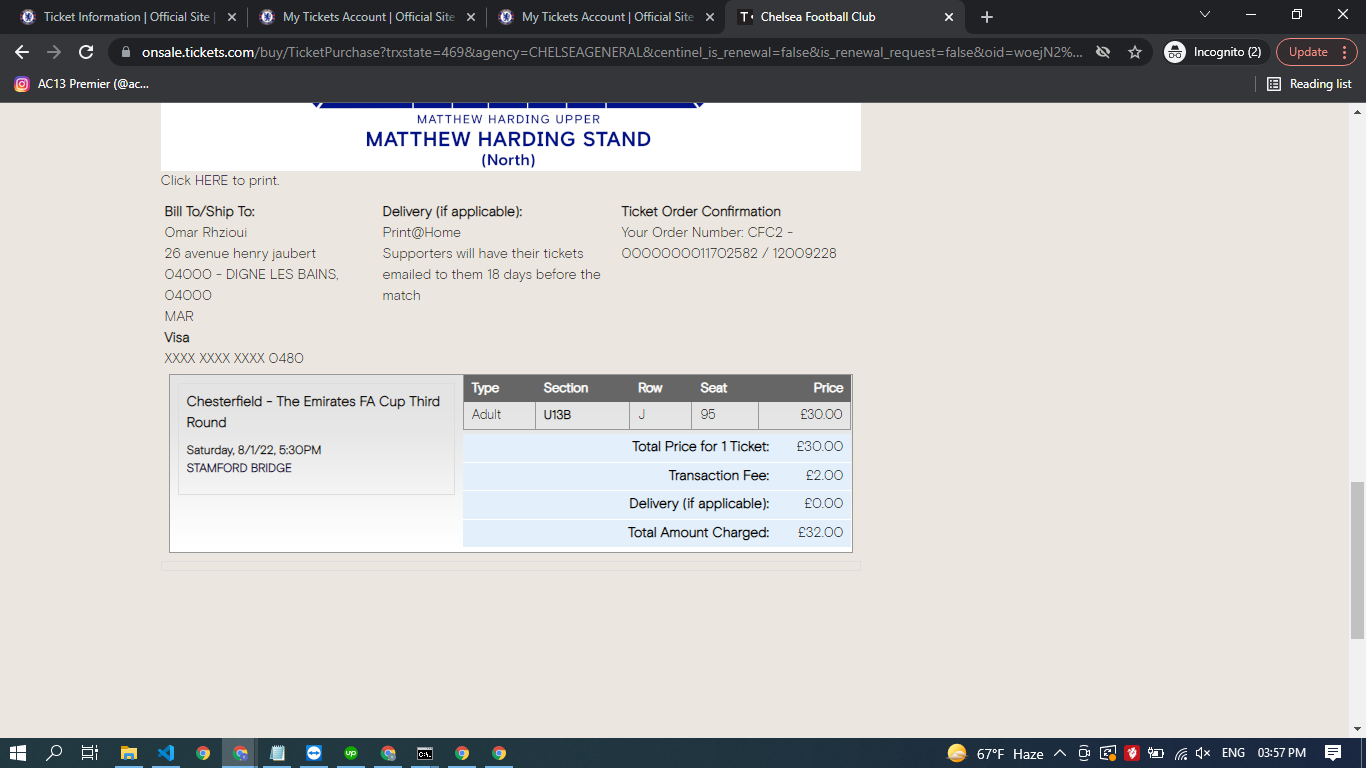 Ticket Information | Official Site |
My Tickets Account | Official Site
My Tickets Account | Official Site
Chelsea Football Club
onsale.tickets.com/buy/TicketPurchase?trxstate=469&agency=CHELSEAGENERAL&centinel_is_renewal=false&is_renewal_request=false&oid=woejN2%...
Incognito (2)
Update
AC13 Premier (@ac...
Reading list
MATTHEW HARDING UPPER
MATTHEW HARDING STAND
(North)
Click HERE to print.
Bill To/Ship To:
Omar Rhzioui
26 avenue henry jaubert
04000 - DIGNE LES BAINS,
04000
MAR
Visa
XXXX XXXX XXXX 0480
Delivery (if applicable):
Print@Home
Supporters will have their tickets
emailed to them 18 days before the
match
Ticket Order Confirmation
Your Order Number: CFC2 -
0000000011702582 / 12009228
Chesterfield - The Emirates FA Cup Third
Round
Saturday, 8/1/22, 5:30PM
STAMFORD BRIDGE
Type Section Row Seat Price
Adult U13B J 95 £30.00
Total Price for 1 Ticket: £30.00
Transaction Fee: £2.00
Delivery (if applicable): £0.00
Total Amount Charged: £32.00
67°F Haze ENG 03:57 PM